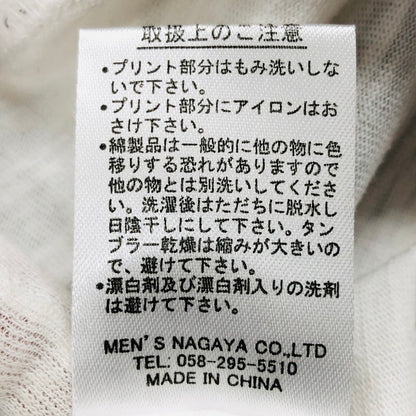 取扱上のご注意
•プリント部分はもみ洗いしな
いで下さい。
•プリント部分にアイロンはお
さけ下さい。
•綿製品は一般的に他の物に色
移りする恐れがありますので
他の物とは別洗いしてくださ
い。洗濯後はただちに脱水し
日陰干しにして下さい。タン
ブラー乾燥は縮みが大きいの
で、避けて下さい。
•漂白剤及び漂白剤入りの洗剤
は避けて下さい。
MEN'S NAGAYA CO.,LTD
TEL: 058-295-5510
MADE IN CHINA